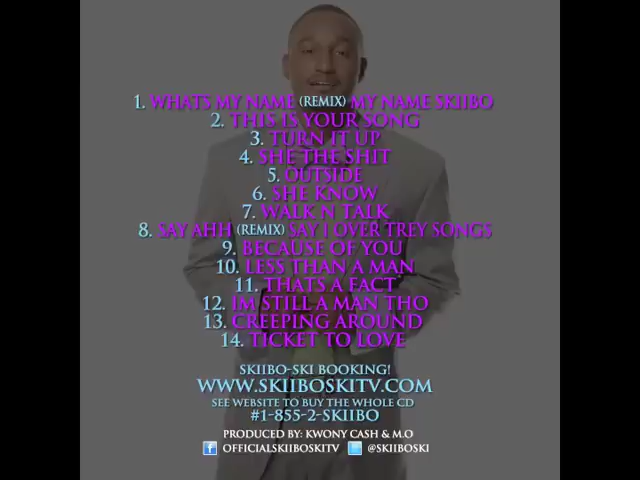 1. WHATS MY NAME (REMIX) MY NAME SKIIBO
2. THIS IS YOUR SONG
3. TURN IT UP
4. SHE THE SHIT
5. OUTSIDE
6. SHE KNOW
7. WALK N TALK
8. SAY AHH (REMIX) SAY I OVER TREY SONGS
9. BECAUSE OF YOU
10. LESS THAN A MAN
11. THATS A FACT
12. IM STILL A MAN THO
13. CREEPING AROUND
14. TICKET TO LOVE
SKIIBO-SKI BOOKING!
WWW.SKIIBOSKITV.COM
SEE WEBSITE TO BUY THE WHOLE CD
#1-855-2-SKIIBO
PRODUCED BY: KWONY CASH & M.O
OFFICIALSKIIBOSKITV @SKIIBOSKI